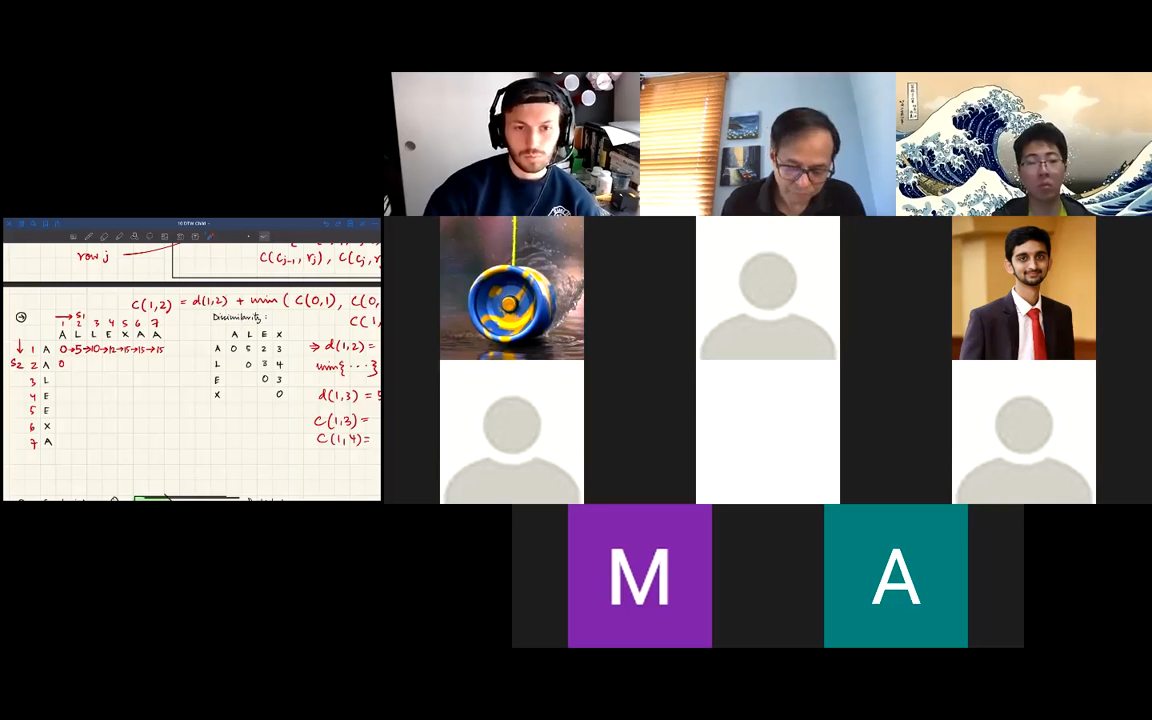 10 DTW Chain
row j
C(Cj-1, rj), C(Cj,
C(1,2) = d(1,2) + min ( C(0,1), C(0,
C(1,
→ S1
Dissimilarity:
1 2 3 4 5 6 7
A L L E X A A
A L E X
S2 1 A 0→5→10→12→15→15→15
A 0 5 2 3
⇒ d(1,2) =
2 A 0
L 0 3 4
min{ ... }
3 L
E 0 3
4 E
X 0
d(1,3) = 5
5 E
C(1,3) =
6 X
C(1,4) =
7 A
M
A